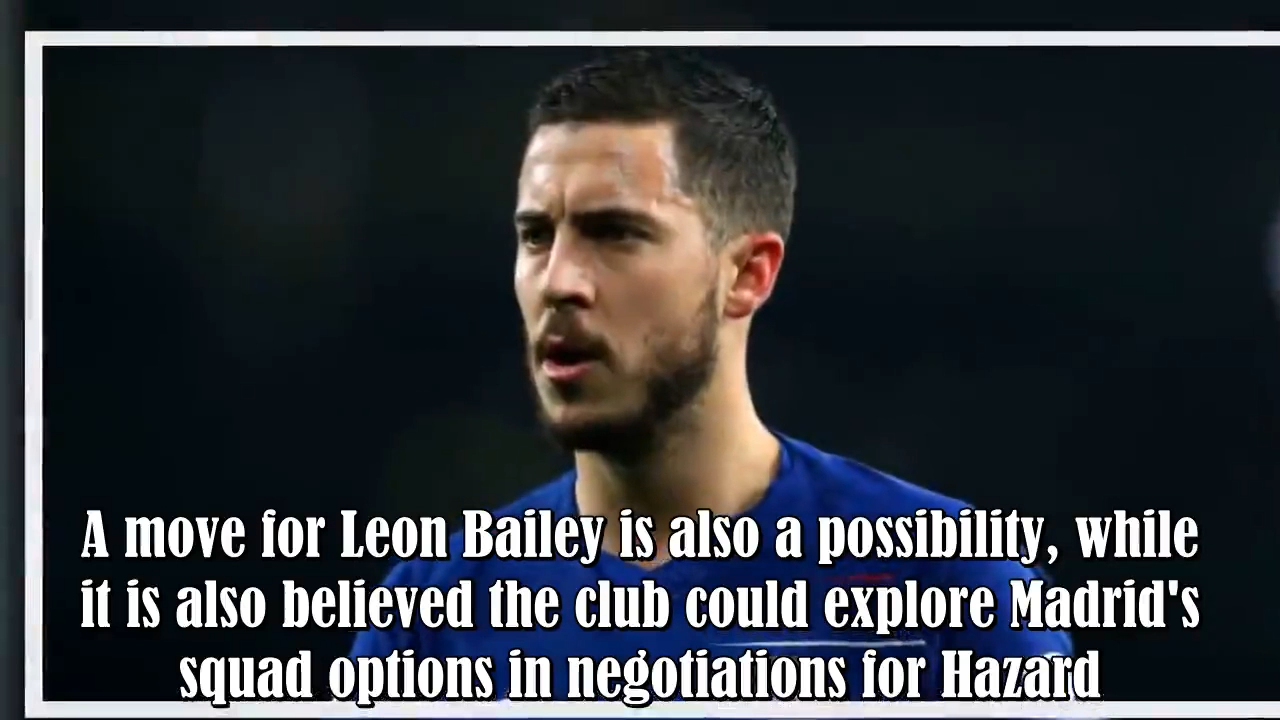 A move for Leon Bailey is also a possibility, while
it is also believed the club could explore Madrid's
squad options in negotiations for Hazard